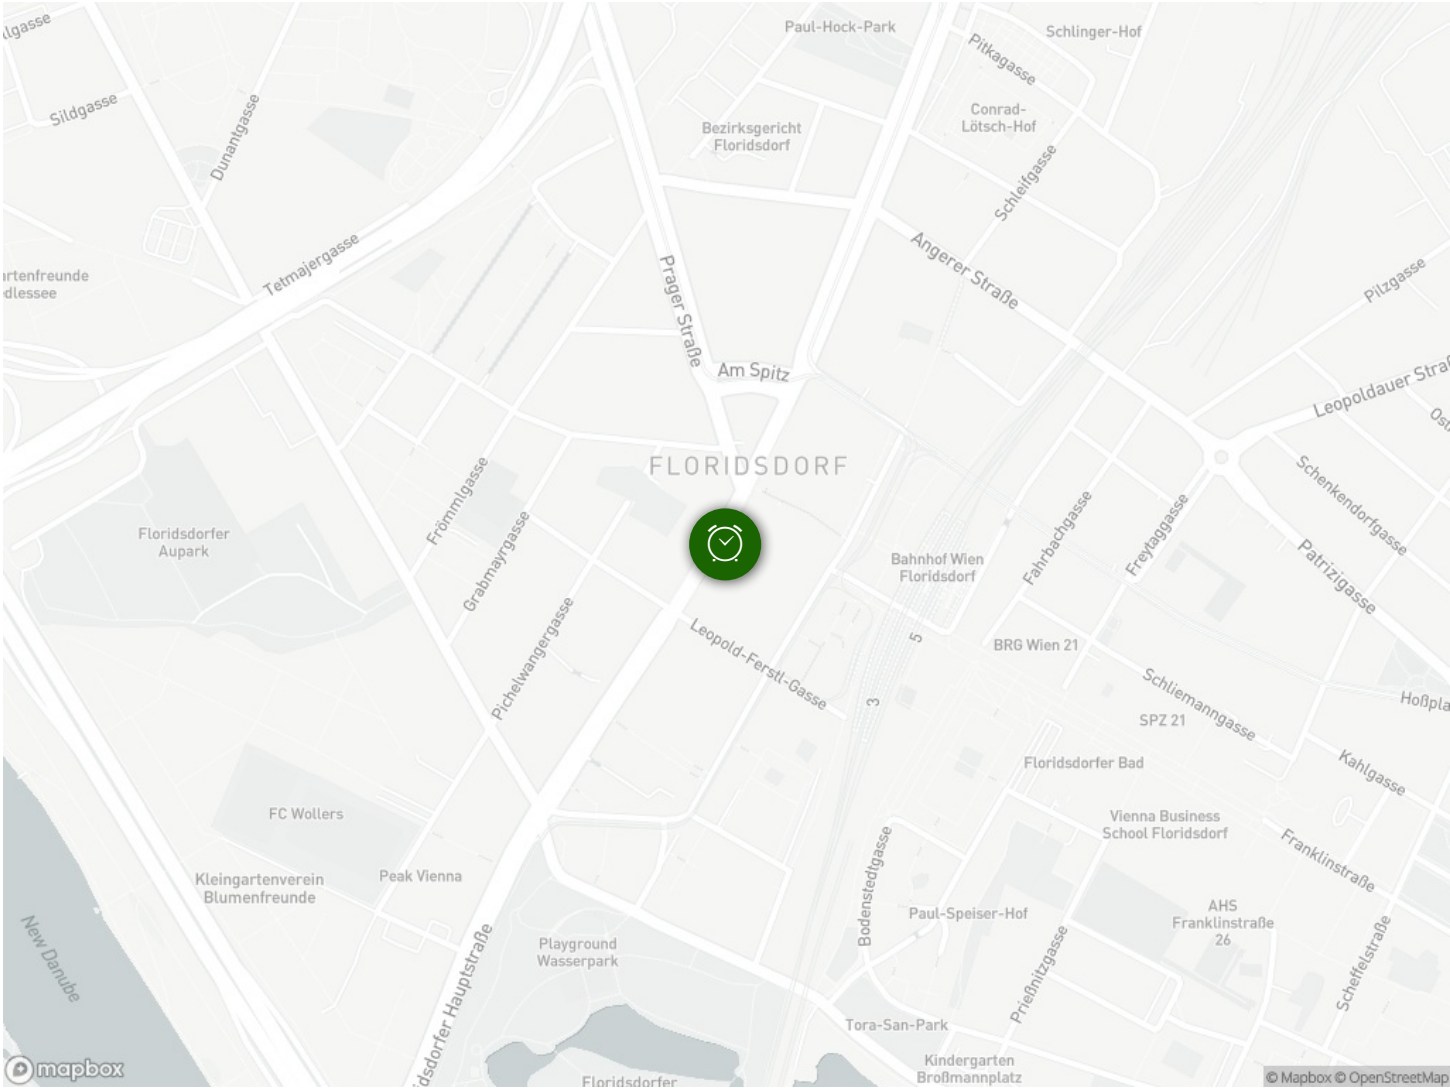 Paul-Hock-Park
Schlinger-Hof
Pitkagasse
Sildgasse
Dunantgasse
Conrad-
Lötsch-Hof
Bezirksgericht
Floridsdorf
Schleifgasse
Tetmajergasse
Angerer Straße
Pilzgasse
Prager Straße
Am Spitz
Leopoldauer Straß
FLORIDSDORF
Frömmlgasse
Schenkendorfgasse
Floridsdorfer
Aupark
Grabmayrgasse
Bahnhof Wien
Floridsdorf
Fahrbachgasse
Freytaggasse
Patrizigasse
Pichelwangergasse
Leopold-Ferstl-Gasse
5
BRG Wien 21
3
Schliemanngasse
Hoßpla
SPZ 21
Floridsdorfer Bad
Kahlgasse
FC Wollers
Vienna Business
School Floridsdorf
Franklinstraße
Kleingartenverein
Blumenfreunde
Peak Vienna
Bodenstedtgasse
Paul-Speiser-Hof
AHS
Franklinstraße
26
New Danube
Playground
Wasserpark
Prießnitzgasse
Scheffelstraße
idsdorfer Hauptstraße
Tora-San-Park
Kindergarten
Broßmannplatz
Floridsdorfer
mapbox
© Mapbox © OpenStreetMap